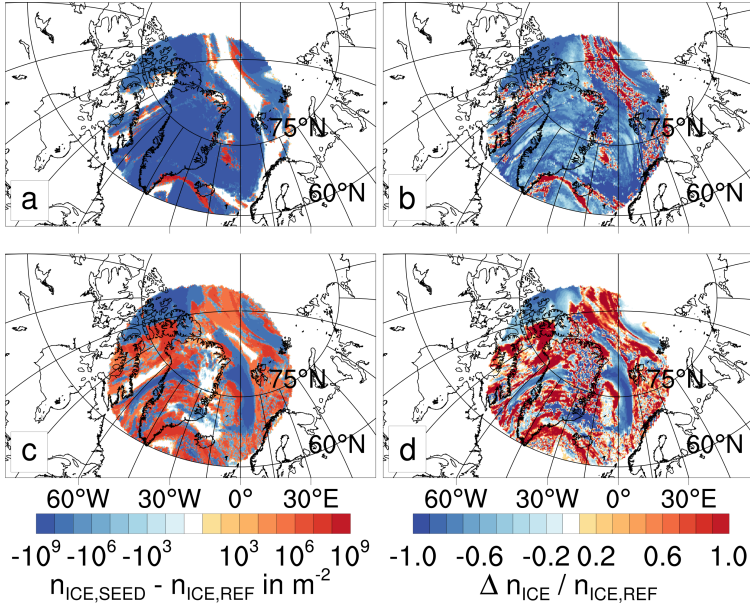 75°N
60°N
a
75°N
60°N
b
75°N
60°N
c
75°N
60°N
d
60°W 30°W 0° 30°E
60°W 30°W 0° 30°E
-10⁹ -10⁶ -10³ 10³ 10⁶ 10⁹
-1.0 -0.6 -0.2 0.2 0.6 1.0
n_ICE,SEED - n_ICE,REF in m⁻²
Δ n_ICE / n_ICE,REF